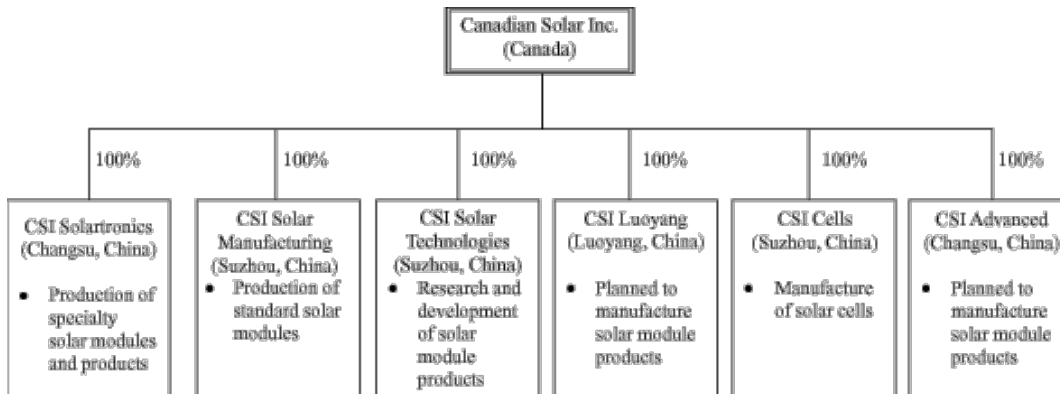 Canadian Solar Inc.
(Canada)
100%
100%
100%
100%
100%
100%
CSI Solartronics
(Changsu, China)
• Production of
specialty
solar modules
and products
CSI Solar
Manufacturing
(Suzhou, China)
• Production of
standard solar
modules
CSI Solar
Technologies
(Suzhou, China)
• Research and
development
of solar
module
products
CSI Luoyang
(Luoyang, China)
• Planned to
manufacture
solar module
products
CSI Cells
(Suzhou, China)
• Manufacture
of solar cells
CSI Advanced
(Changsu, China)
• Planned to
manufacture
solar module
products